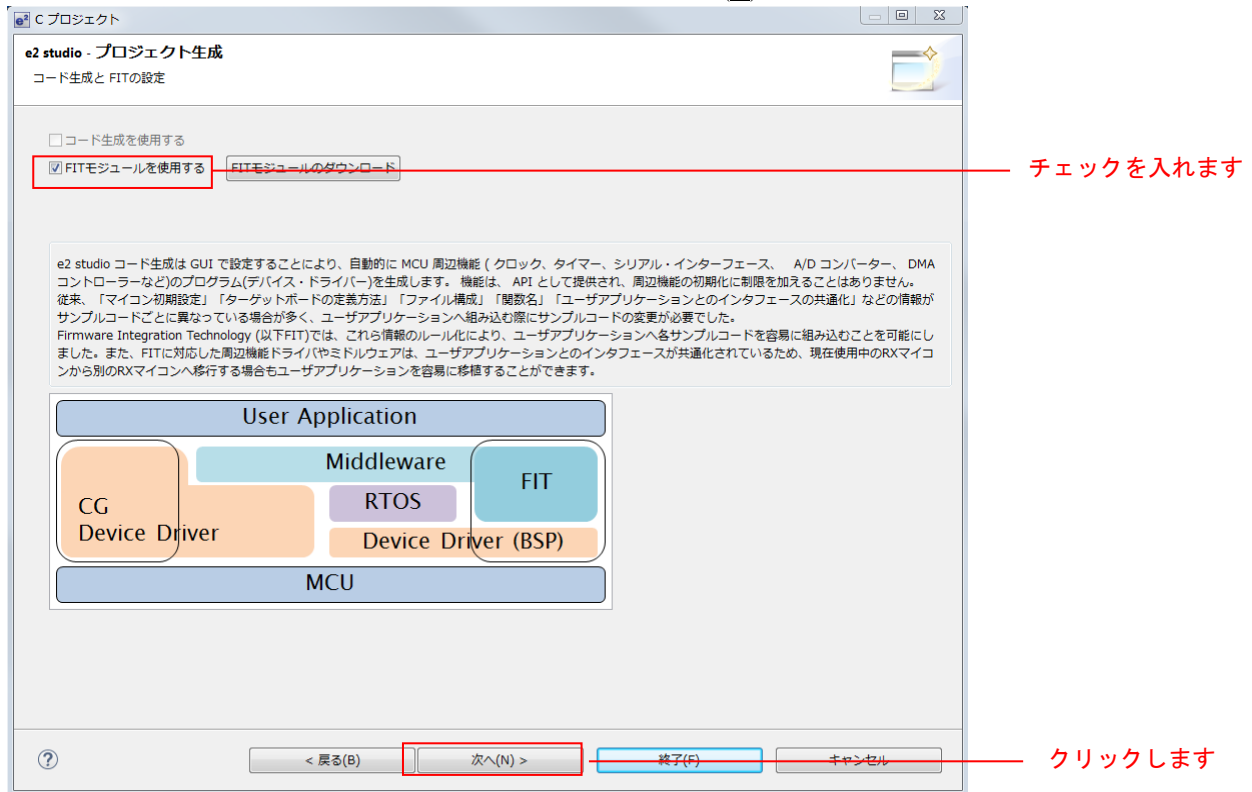 C プロジェクト
e2 studio - プロジェクト生成
コード生成と FITの設定
コード生成を使用する
FITモジュールを使用する
FITモジュールのダウンロード
チェックを入れます
e2 studio コード生成は GUI で設定することにより、自動的に MCU 周辺機能 ( クロック、タイマー、シリアル・インターフェース、 A/D コンバーター、 DMA
コントローラーなど)のプログラム(デバイス・ドライバー)を生成します。 機能は、 API として提供され、周辺機能の初期化に制限を加えることはありません。
従来、「マイコン初期設定」「ターゲットボードの定義方法」「ファイル構成」「関数名」「ユーザアプリケーションとのインタフェースの共通化」などの情報が
サンプルコードごとに異なっている場合が多く、ユーザアプリケーションへ組み込む際にサンプルコードの変更が必要でした。
Firmware Integration Technology (以下FIT)では、これら情報のルール化により、ユーザアプリケーションへ各サンプルコードを容易に組み込むことを可能にし
ました。また、FITに対応した周辺機能ドライバやミドルウェアは、ユーザアプリケーションとのインタフェースが共通化されているため、現在使用中のRXマイコ
ンから別のRXマイコンへ移行する場合もユーザアプリケーションを容易に移植することができます。
User Application
Middleware
FIT
RTOS
CG
Device Driver
Device Driver (BSP)
MCU
< 戻る(B)
次へ(N) >
終了(F)
キャンセル
クリックします